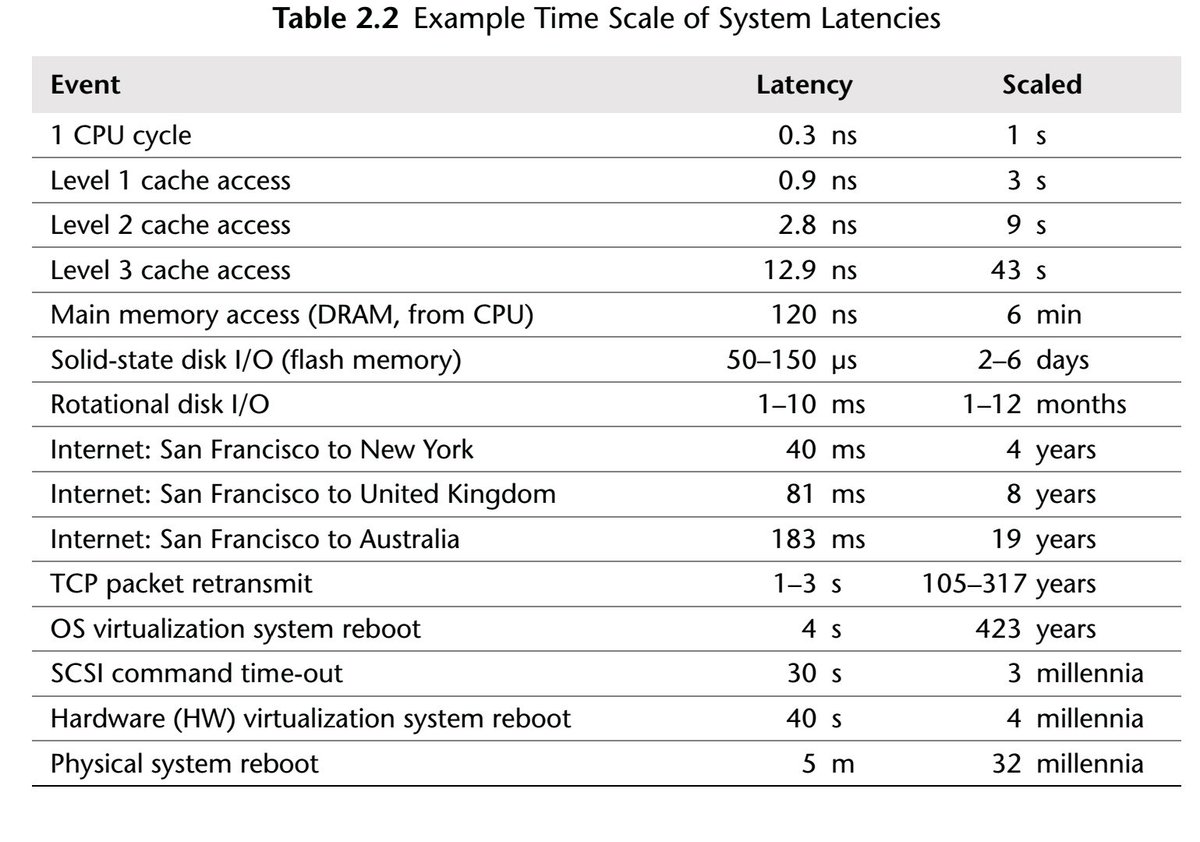 Table 2.2 Example Time Scale of System Latencies
Event Latency Scaled
1 CPU cycle 0.3 ns 1 s
Level 1 cache access 0.9 ns 3 s
Level 2 cache access 2.8 ns 9 s
Level 3 cache access 12.9 ns 43 s
Main memory access (DRAM, from CPU) 120 ns 6 min
Solid-state disk I/O (flash memory) 50–150 μs 2–6 days
Rotational disk I/O 1–10 ms 1–12 months
Internet: San Francisco to New York 40 ms 4 years
Internet: San Francisco to United Kingdom 81 ms 8 years
Internet: San Francisco to Australia 183 ms 19 years
TCP packet retransmit 1–3 s 105–317 years
OS virtualization system reboot 4 s 423 years
SCSI command time-out 30 s 3 millennia
Hardware (HW) virtualization system reboot 40 s 4 millennia
Physical system reboot 5 m 32 millennia